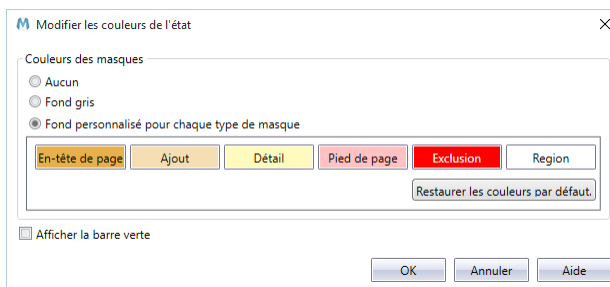 Modifier les couleurs de l'état
Couleurs des masques
Aucun
Fond gris
Fond personnalisé pour chaque type de masque
En-tête de page Ajout Détail Pied de page Exclusion Region
Restaurer les couleurs par défaut.
Afficher la barre verte
OK Annuler Aide